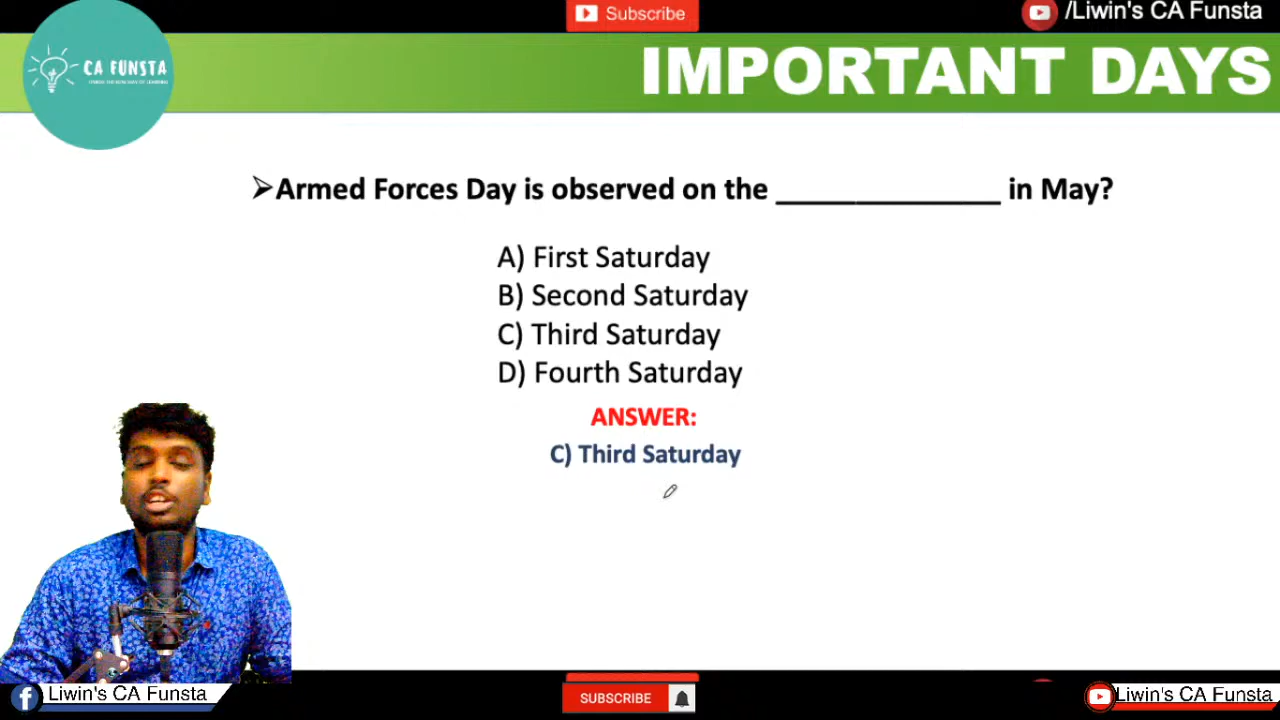 Subscribe
/Liwin's CA Funsta
CA FUNSTA
IMPORTANT DAYS
➢Armed Forces Day is observed on the ______________ in May?
A) First Saturday
B) Second Saturday
C) Third Saturday
D) Fourth Saturday
ANSWER:
C) Third Saturday
Liwin's CA Funsta
SUBSCRIBE
Liwin's CA Funsta